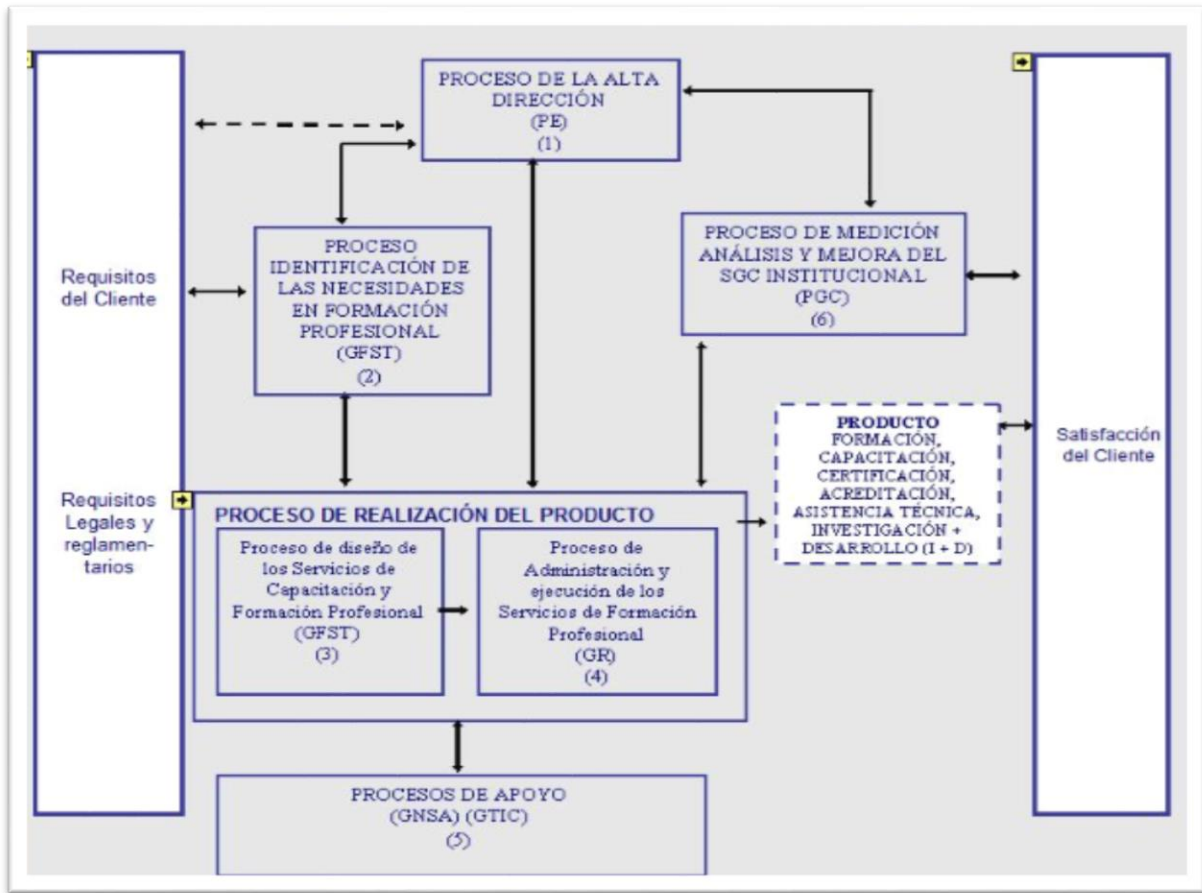 PROCESO DE LA ALTA
DIRECCIÓN
(PE)
(1)
Requisitos
del Cliente
Requisitos
Legales y
reglamen-
tarios
PROCESO
IDENTIFICACIÓN DE
LAS NECESIDADES
EN FORMACIÓN
PROFESIONAL
(GFST)
(2)
PROCESO DE MEDICIÓN
ANÁLISIS Y MEJORA DEL
SGC INSTITUCIONAL
(PGC)
(6)
PRODUCTO
FORMACIÓN,
CAPACITACIÓN,
CERTIFICACIÓN,
ACREDITACIÓN,
ASISTENCIA TÉCNICA,
INVESTIGACIÓN +
DESARROLLO (I + D)
Satisfacción
del Cliente
PROCESO DE REALIZACIÓN DEL PRODUCTO
Proceso de diseño de
los Servicios de
Capacitación y
Formación Profesional
(GFST)
(3)
Proceso de
Administración y
ejecución de los
Servicios de Formación
Profesional
(GR)
(4)
PROCESOS DE APOYO
(GNSA) (GTIC)
(5)